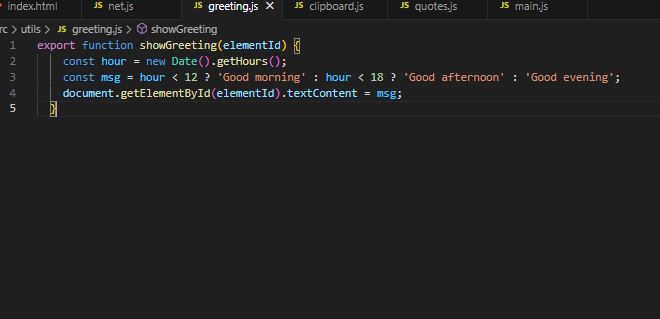 index.html JS net.js JS greeting.js × JS clipboard.js JS quotes.js JS main.js
rc > utils > JS greeting.js > showGreeting
1 export function showGreeting(elementId) {
2 const hour = new Date().getHours();
3 const msg = hour < 12 ? 'Good morning' : hour < 18 ? 'Good afternoon' : 'Good evening';
4 document.getElementById(elementId).textContent = msg;
5 }